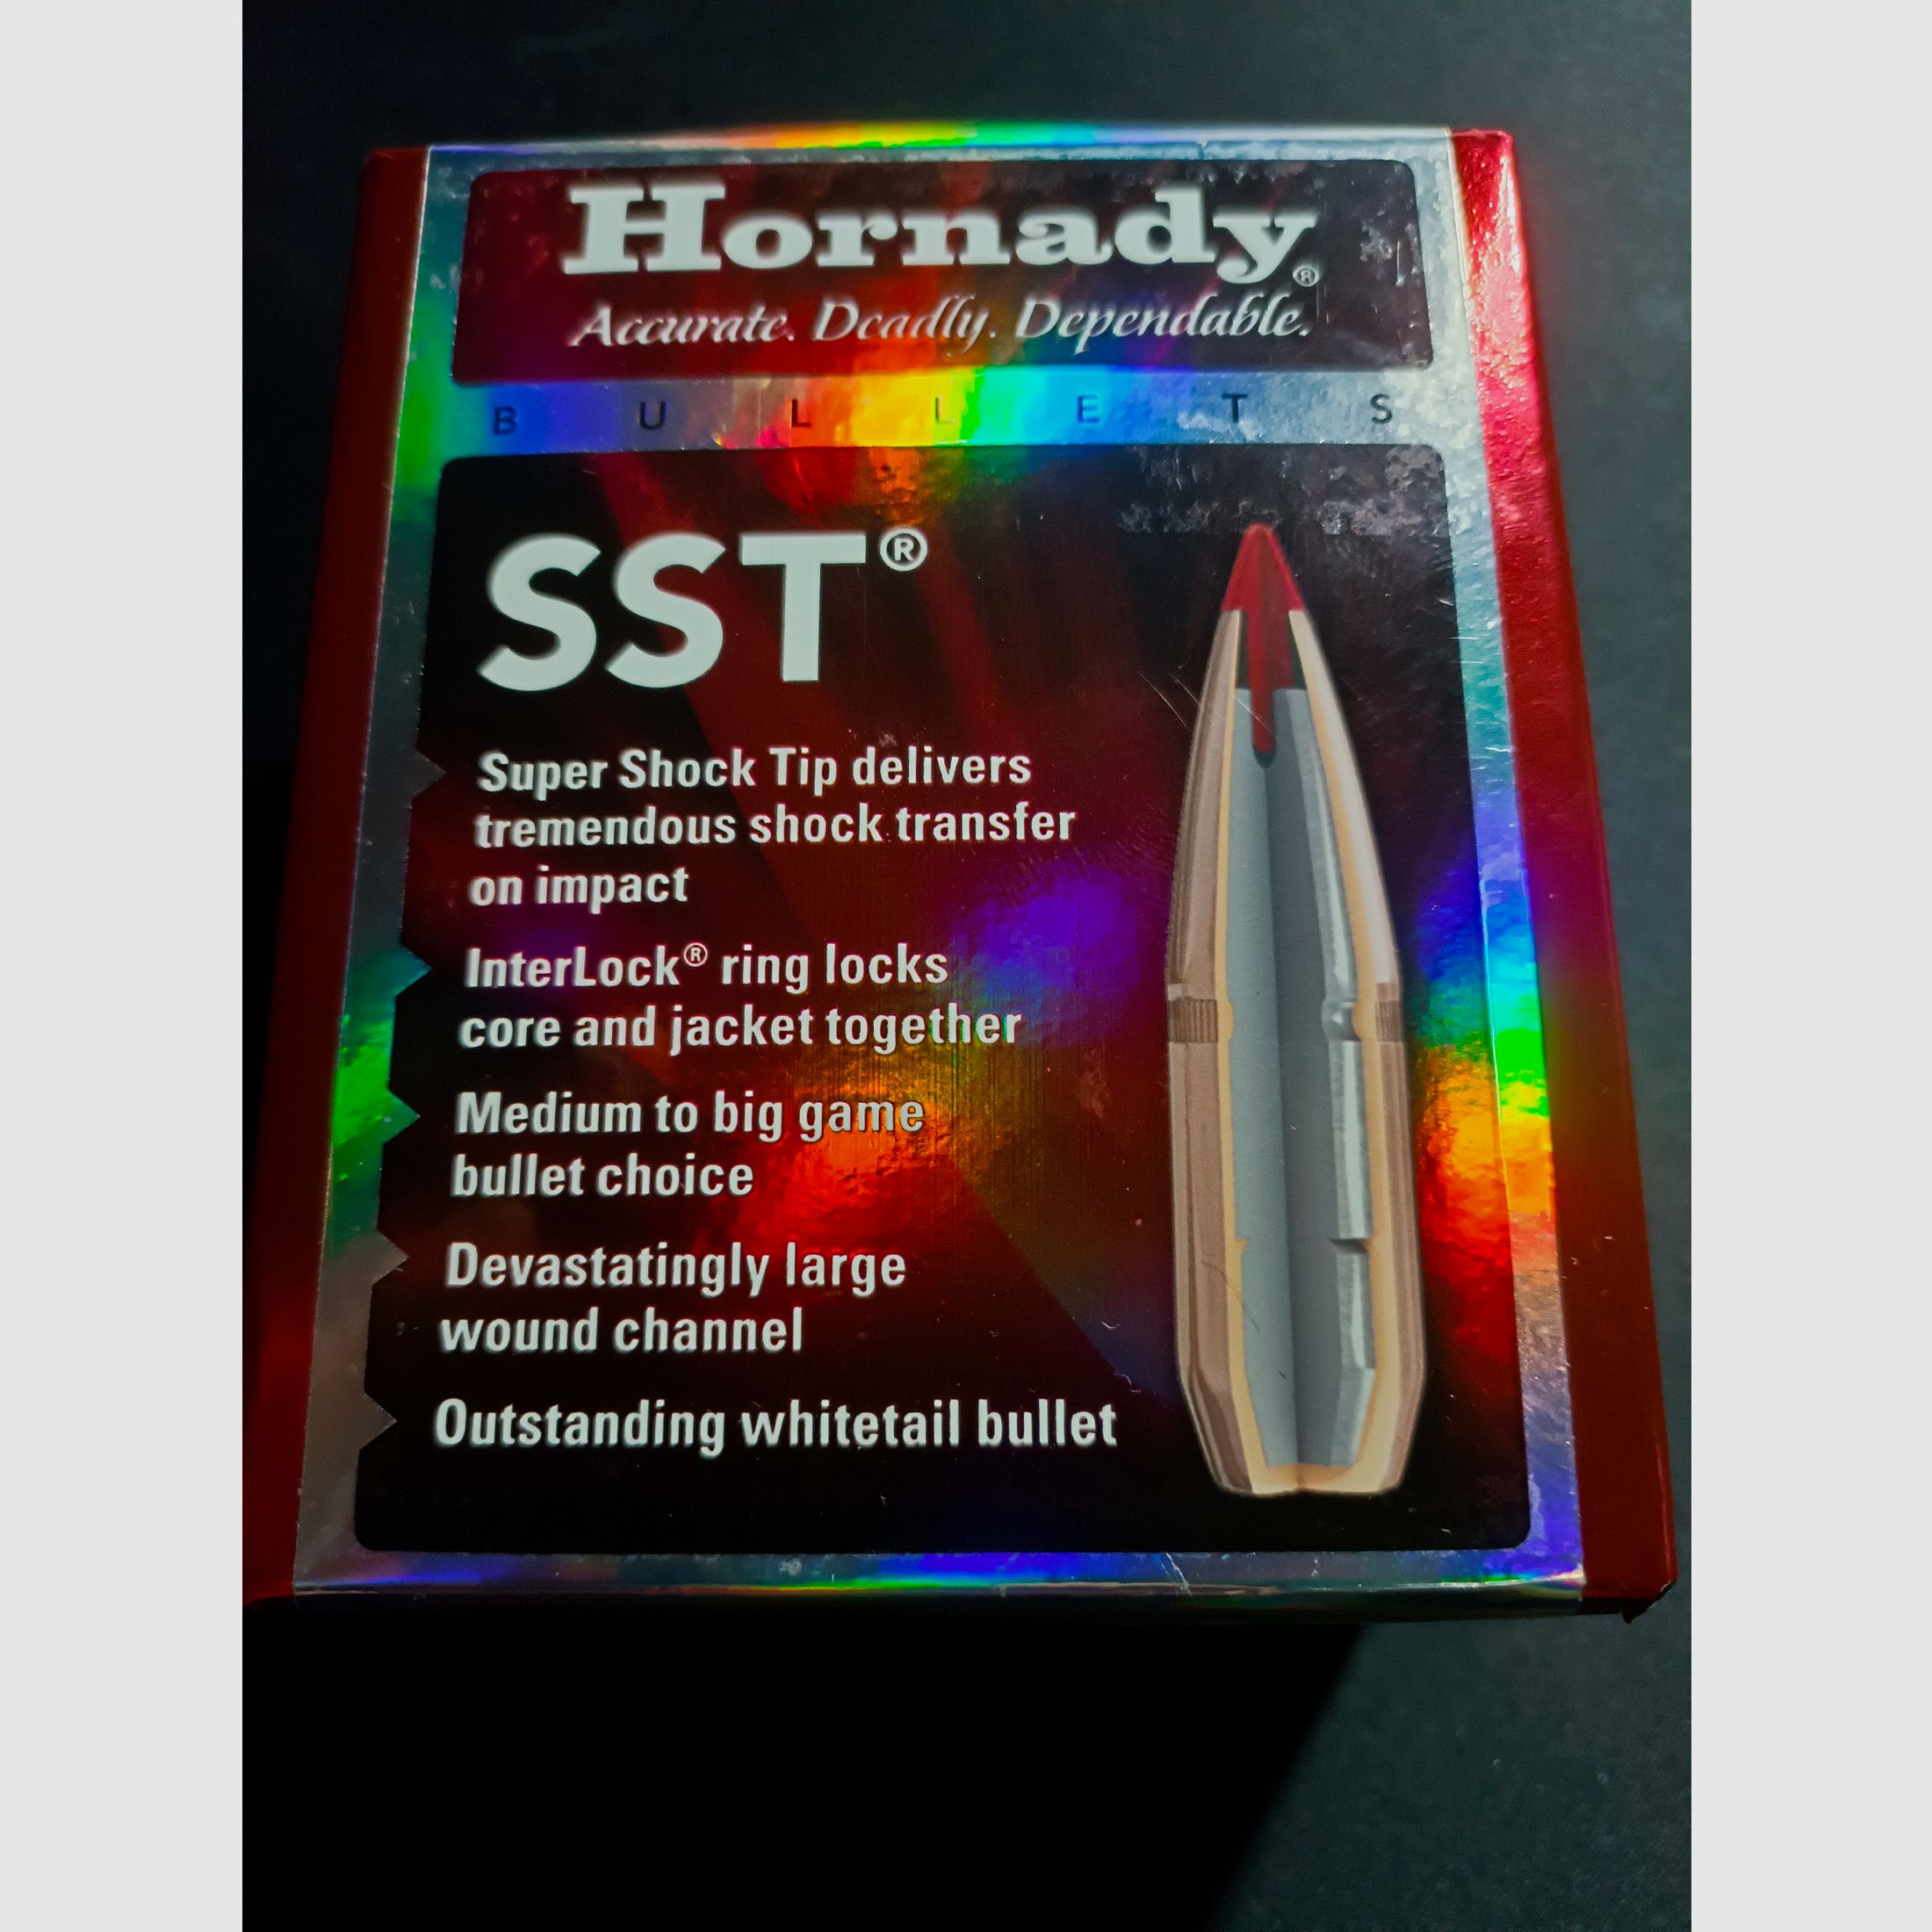 Hornady®
Accurate. Deadly. Dependable.
BULLETS
SST®
Super Shock Tip delivers
tremendous shock transfer
on impact
InterLock® ring locks
core and jacket together
Medium to big game
bullet choice
Devastatingly large
wound channel
Outstanding whitetail bullet